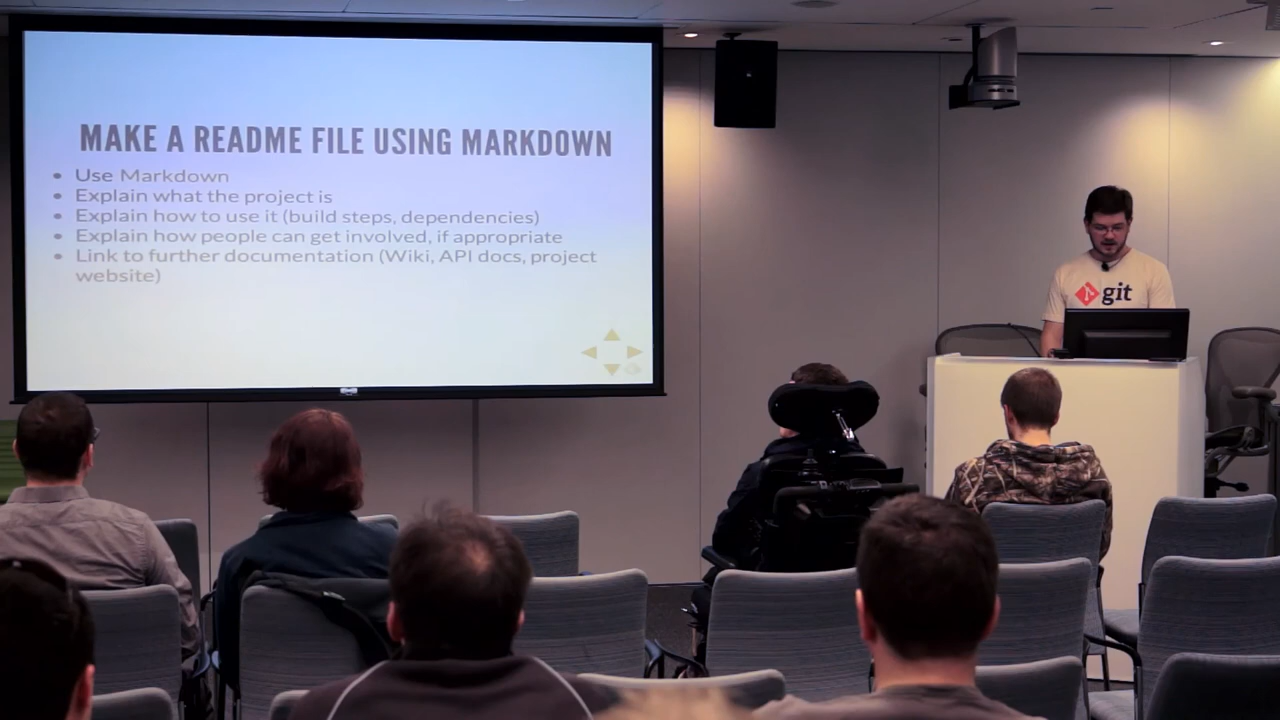 MAKE A README FILE USING MARKDOWN
• Use Markdown
• Explain what the project is
• Explain how to use it (build steps, dependencies)
• Explain how people can get involved, if appropriate
• Link to further documentation (Wiki, API docs, project
website)
git